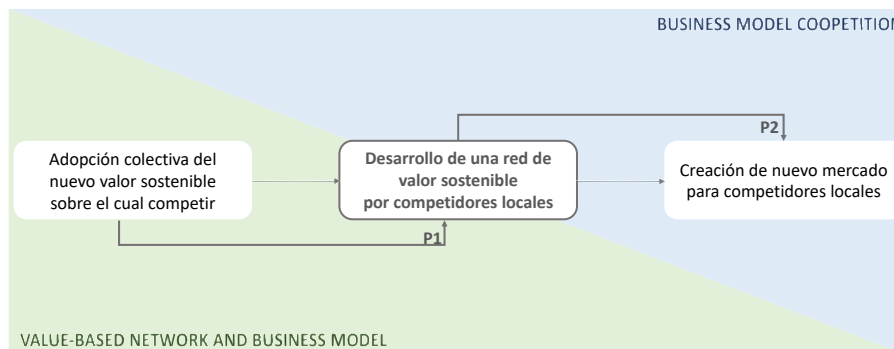 BUSINESS MODEL COOPETITION
P2
Adopción colectiva del
nuevo valor sostenible
sobre el cual competir
Desarrollo de una red de
valor sostenible
por competidores locales
Creación de nuevo mercado
para competidores locales
P1
VALUE-BASED NETWORK AND BUSINESS MODEL